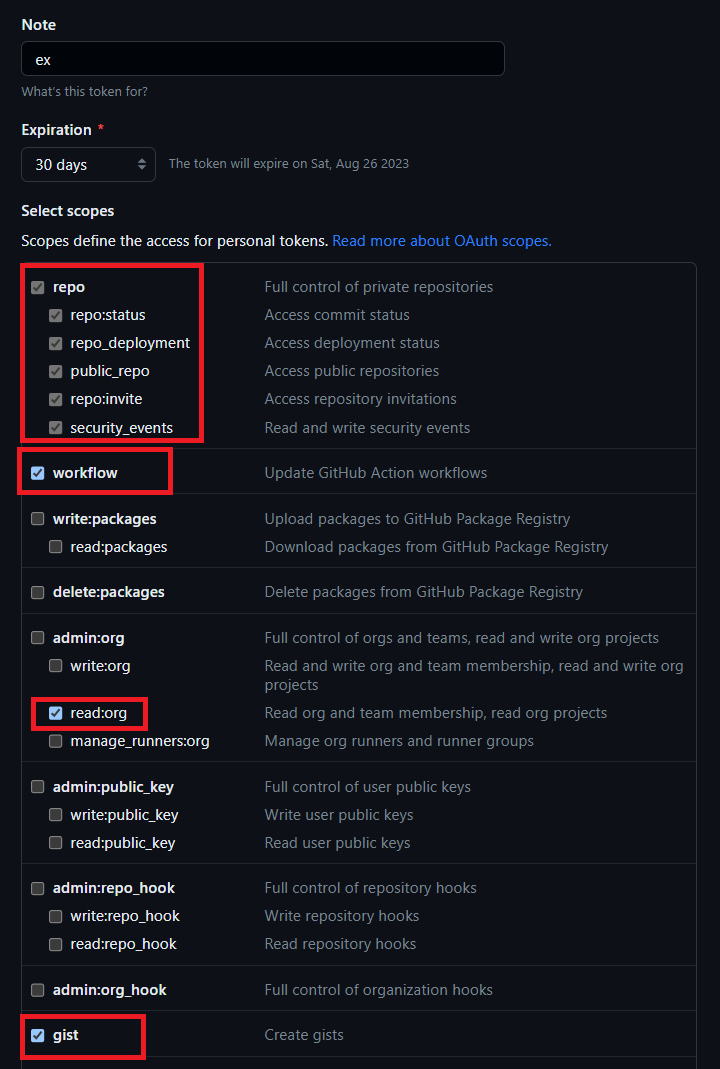 Note
ex
What's this token for?
Expiration *
30 days The token will expire on Sat, Aug 26 2023
Select scopes
Scopes define the access for personal tokens. Read more about OAuth scopes.
repo Full control of private repositories
repo:status Access commit status
repo_deployment Access deployment status
public_repo Access public repositories
repo:invite Access repository invitations
security_events Read and write security events
workflow Update GitHub Action workflows
write:packages Upload packages to GitHub Package Registry
read:packages Download packages from GitHub Package Registry
delete:packages Delete packages from GitHub Package Registry
admin:org Full control of orgs and teams, read and write org projects
write:org Read and write org and team membership, read and write org
projects
read:org Read org and team membership, read org projects
manage_runners:org Manage org runners and runner groups
admin:public_key Full control of user public keys
write:public_key Write user public keys
read:public_key Read user public keys
admin:repo_hook Full control of repository hooks
write:repo_hook Write repository hooks
read:repo_hook Read repository hooks
admin:org_hook Full control of organization hooks
gist Create gists